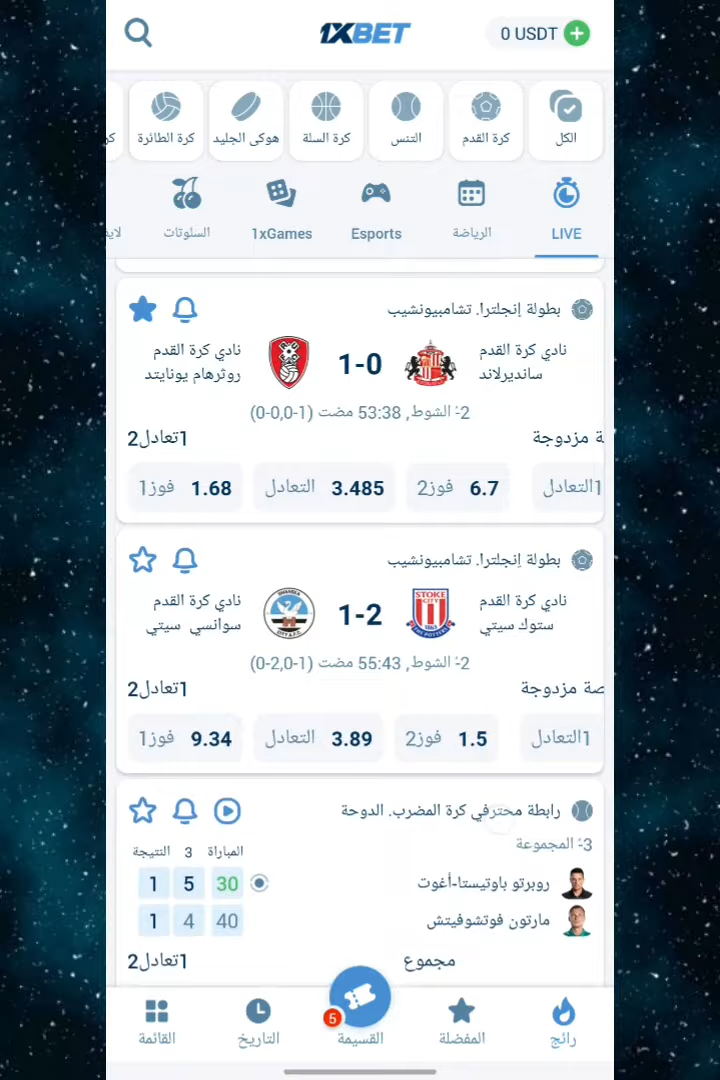 1XBET
0 USDT
الكل
كرة القدم
التنس
كرة السلة
هوكي الجليد
كرة الطائرة
LIVE
الرياضة
Esports
1xGames
السلوتات
بطولة إنجلترا. تشامبيونشيب
نادي كرة القدم سانديرلاند
1-0
نادي كرة القدم روثرهام يونايتد
2-: الشوط, 53:38 مضت (1-0,0-0)
ة مزدوجة
1تعادل2
1التعادل
6.7 فوز2
3.485 التعادل
1.68 فوز1
بطولة إنجلترا. تشامبيونشيب
نادي كرة القدم ستوك سيتي
1-2
نادي كرة القدم سوانسي سيتي
2-: الشوط, 55:43 مضت (1-0,0-2)
صة مزدوجة
1تعادل2
1التعادل
1.5 فوز2
3.89 التعادل
9.34 فوز1
رابطة محترفي كرة المضرب. الدوحة
3-: المجموعة
المباراة 3 النتيجة
روبرتو باوتيستا-أغوت 30 5 1
مارتون فوتشوفيتش 40 4 1
مجموع
1تعادل2
رائج
المفضلة
5
القسيمة
التاريخ
القائمة